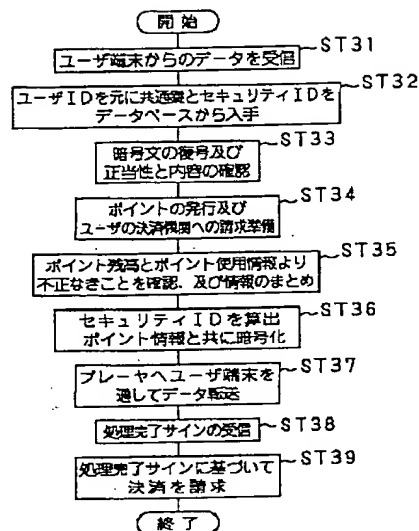 開始
ST31
ユーザ端末からのデータを受信
ST32
ユーザIDを元に共通鍵とセキュリティIDを
データベースから入手
ST33
暗号文の復号及び
正当性と内容の確認
ST34
ポイントの発行及び
ユーザの決済機関への請求準備
ST35
ポイント残高とポイント使用情報より
不正なきことを確認、及び情報のまとめ
ST36
セキュリティIDを算出
ポイント情報と共に暗号化
ST37
プレーヤへユーザ端末を
通してデータ転送
ST38
処理完了サインの受信
ST39
処理完了サインに基づいて
決済を請求
終了